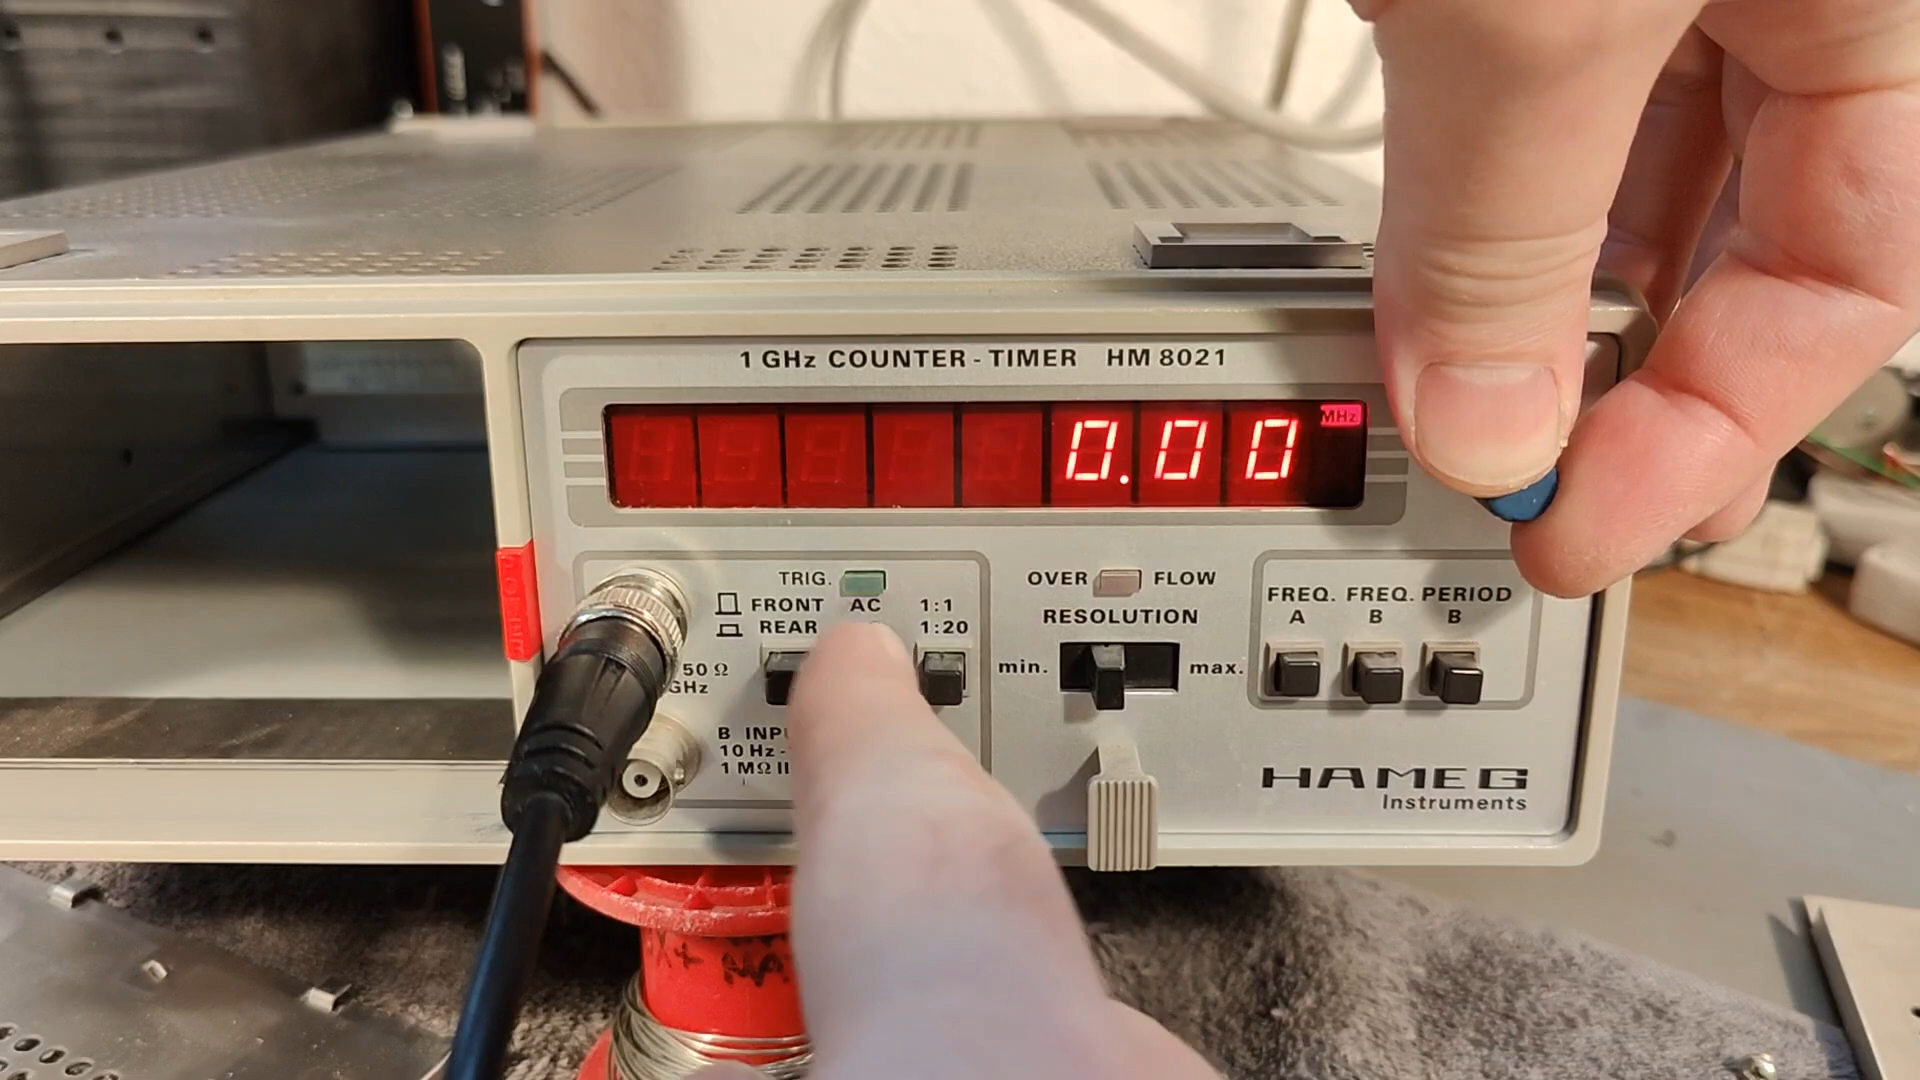 1 GHz COUNTER - TIMER HM 8021
0.00 MHz
POWER
TRIG.
FRONT AC 1:1
REAR 1:20
50 Ω
GHz
B INPU
10 Hz -
1 MΩ II
OVER FLOW
RESOLUTION
min. max.
FREQ. FREQ. PERIOD
A B B
HAMEG
Instruments